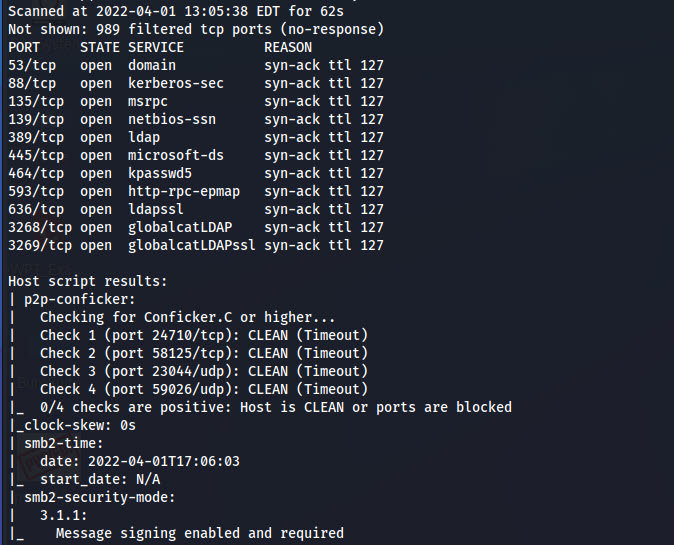 Scanned at 2022-04-01 13:05:38 EDT for 62s
Not shown: 989 filtered tcp ports (no-response)
PORT     STATE SERVICE          REASON
53/tcp   open  domain           syn-ack ttl 127
88/tcp   open  kerberos-sec     syn-ack ttl 127
135/tcp  open  msrpc            syn-ack ttl 127
139/tcp  open  netbios-ssn      syn-ack ttl 127
389/tcp  open  ldap             syn-ack ttl 127
445/tcp  open  microsoft-ds     syn-ack ttl 127
464/tcp  open  kpasswd5         syn-ack ttl 127
593/tcp  open  http-rpc-epmap   syn-ack ttl 127
636/tcp  open  ldapssl          syn-ack ttl 127
3268/tcp open  globalcatLDAP    syn-ack ttl 127
3269/tcp open  globalcatLDAPssl syn-ack ttl 127

Host script results:
| p2p-conficker:
|   Checking for Conficker.C or higher...
|   Check 1 (port 24710/tcp): CLEAN (Timeout)
|   Check 2 (port 58125/tcp): CLEAN (Timeout)
|   Check 3 (port 23044/udp): CLEAN (Timeout)
|   Check 4 (port 59026/udp): CLEAN (Timeout)
|_  0/4 checks are positive: Host is CLEAN or ports are blocked
|_clock-skew: 0s
| smb2-time:
|   date: 2022-04-01T17:06:03
|_  start_date: N/A
| smb2-security-mode:
|   3.1.1:
|_    Message signing enabled and required